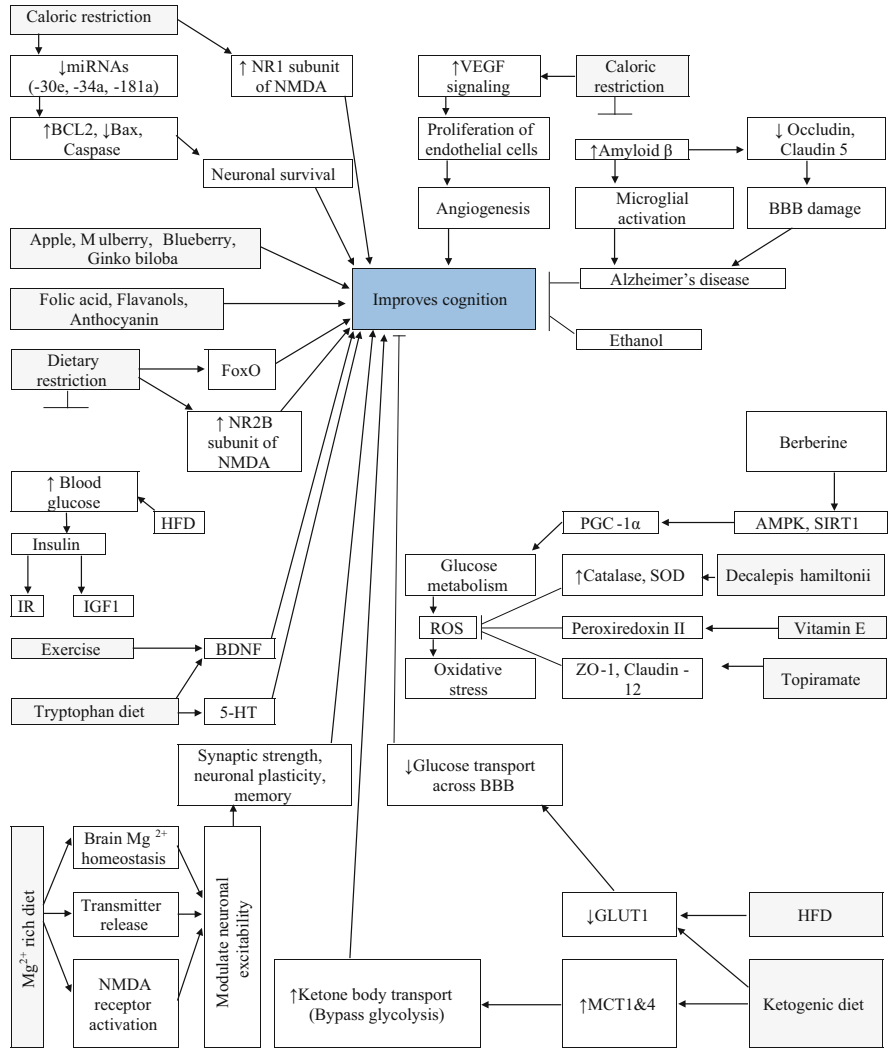 Caloric restriction
↓miRNAs
(-30e, -34a, -181a)
↑BCL2, ↓Bax,
Caspase
↑ NR1 subunit
of NMDA
Neuronal survival
↑VEGF
signaling
Caloric
restriction
Proliferation of
endothelial cells
Angiogenesis
↑Amyloid β
↓ Occludin,
Claudin 5
Microglial
activation
BBB damage
Alzheimer's disease
Ethanol
Apple, M ulberry, Blueberry,
Ginko biloba
Folic acid, Flavanols,
Anthocyanin
Improves cognition
Dietary
restriction
FoxO
↑ NR2B
subunit of
NMDA
↑ Blood
glucose
HFD
Insulin
IR
IGF1
Berberine
AMPK, SIRT1
PGC -1α
Glucose
metabolism
ROS
Oxidative
stress
↑Catalase, SOD
Decalepis hamiltonii
Peroxiredoxin II
Vitamin E
ZO -1, Claudin -
12
Topiramate
Exercise
BDNF
Tryptophan diet
5-HT
Synaptic strength,
neuronal plasticity,
memory
↓Glucose transport
across BBB
Mg2+ rich diet
Brain Mg 2+
homeostasis
Transmitter
release
NMDA
receptor
activation
Modulate neuronal
excitability
↓GLUT1
HFD
↑Ketone body transport
(Bypass glycolysis)
↑MCT1&4
Ketogenic diet